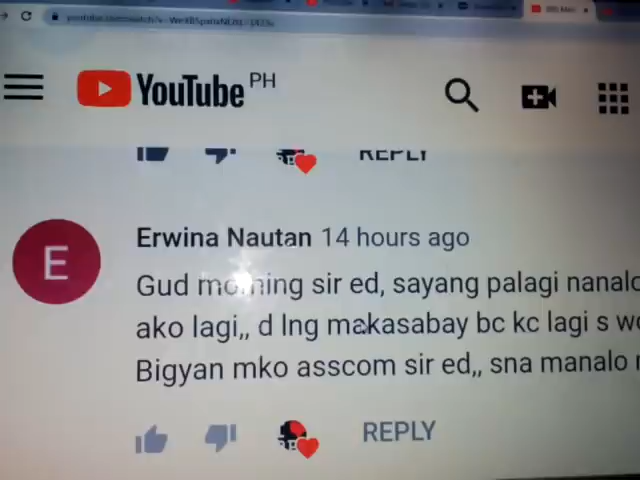 YouTube PH
REPLY
Erwina Nautan 14 hours ago
Gud morning sir ed, sayang palagi
ako lagi,, d lng makasabay bc kc lagi s
Bigyan mko asscom sir ed,, sna manalo
E
REPLY